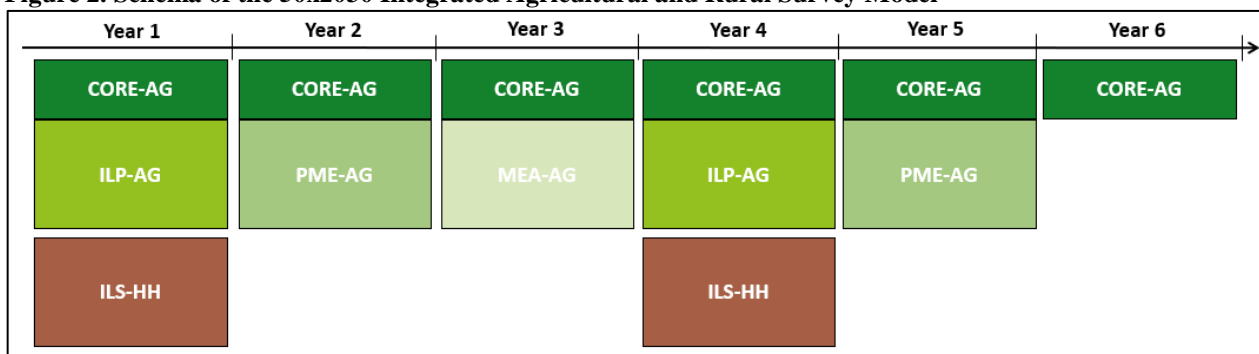 Figure 2. Schema of the 50x2030 Integrated Agricultural and Rural Survey Model
Year 1 Year 2 Year 3 Year 4 Year 5 Year 6
CORE-AG CORE-AG CORE-AG CORE-AG CORE-AG CORE-AG
ILP-AG PME-AG MEA-AG ILP-AG PME-AG
ILS-HH ILS-HH